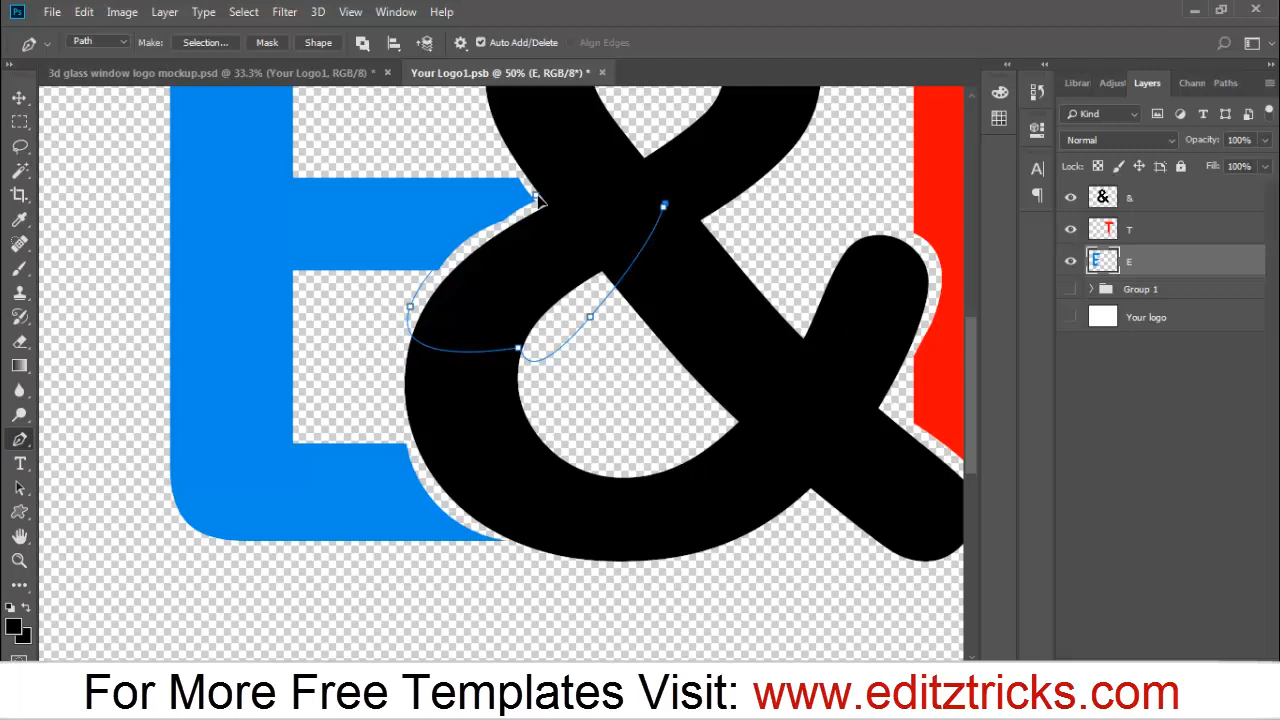 Ps File Edit Image Layer Type Select Filter 3D View Window Help
Path Make: Selection... Mask Shape Auto Add/Delete Align Edges
3d glass window logo mockup.psd @ 33.3% (Your Logo1, RGB/8) * × Your Logo1.psb @ 50% (E, RGB/8*) * ×
Librar Adjus Layers Chann Paths
Kind
Normal Opacity: 100%
Lock: Fill: 100%
& &
T T
E E
Group 1
Your logo
E & 
For More Free Templates Visit: www.editztricks.com